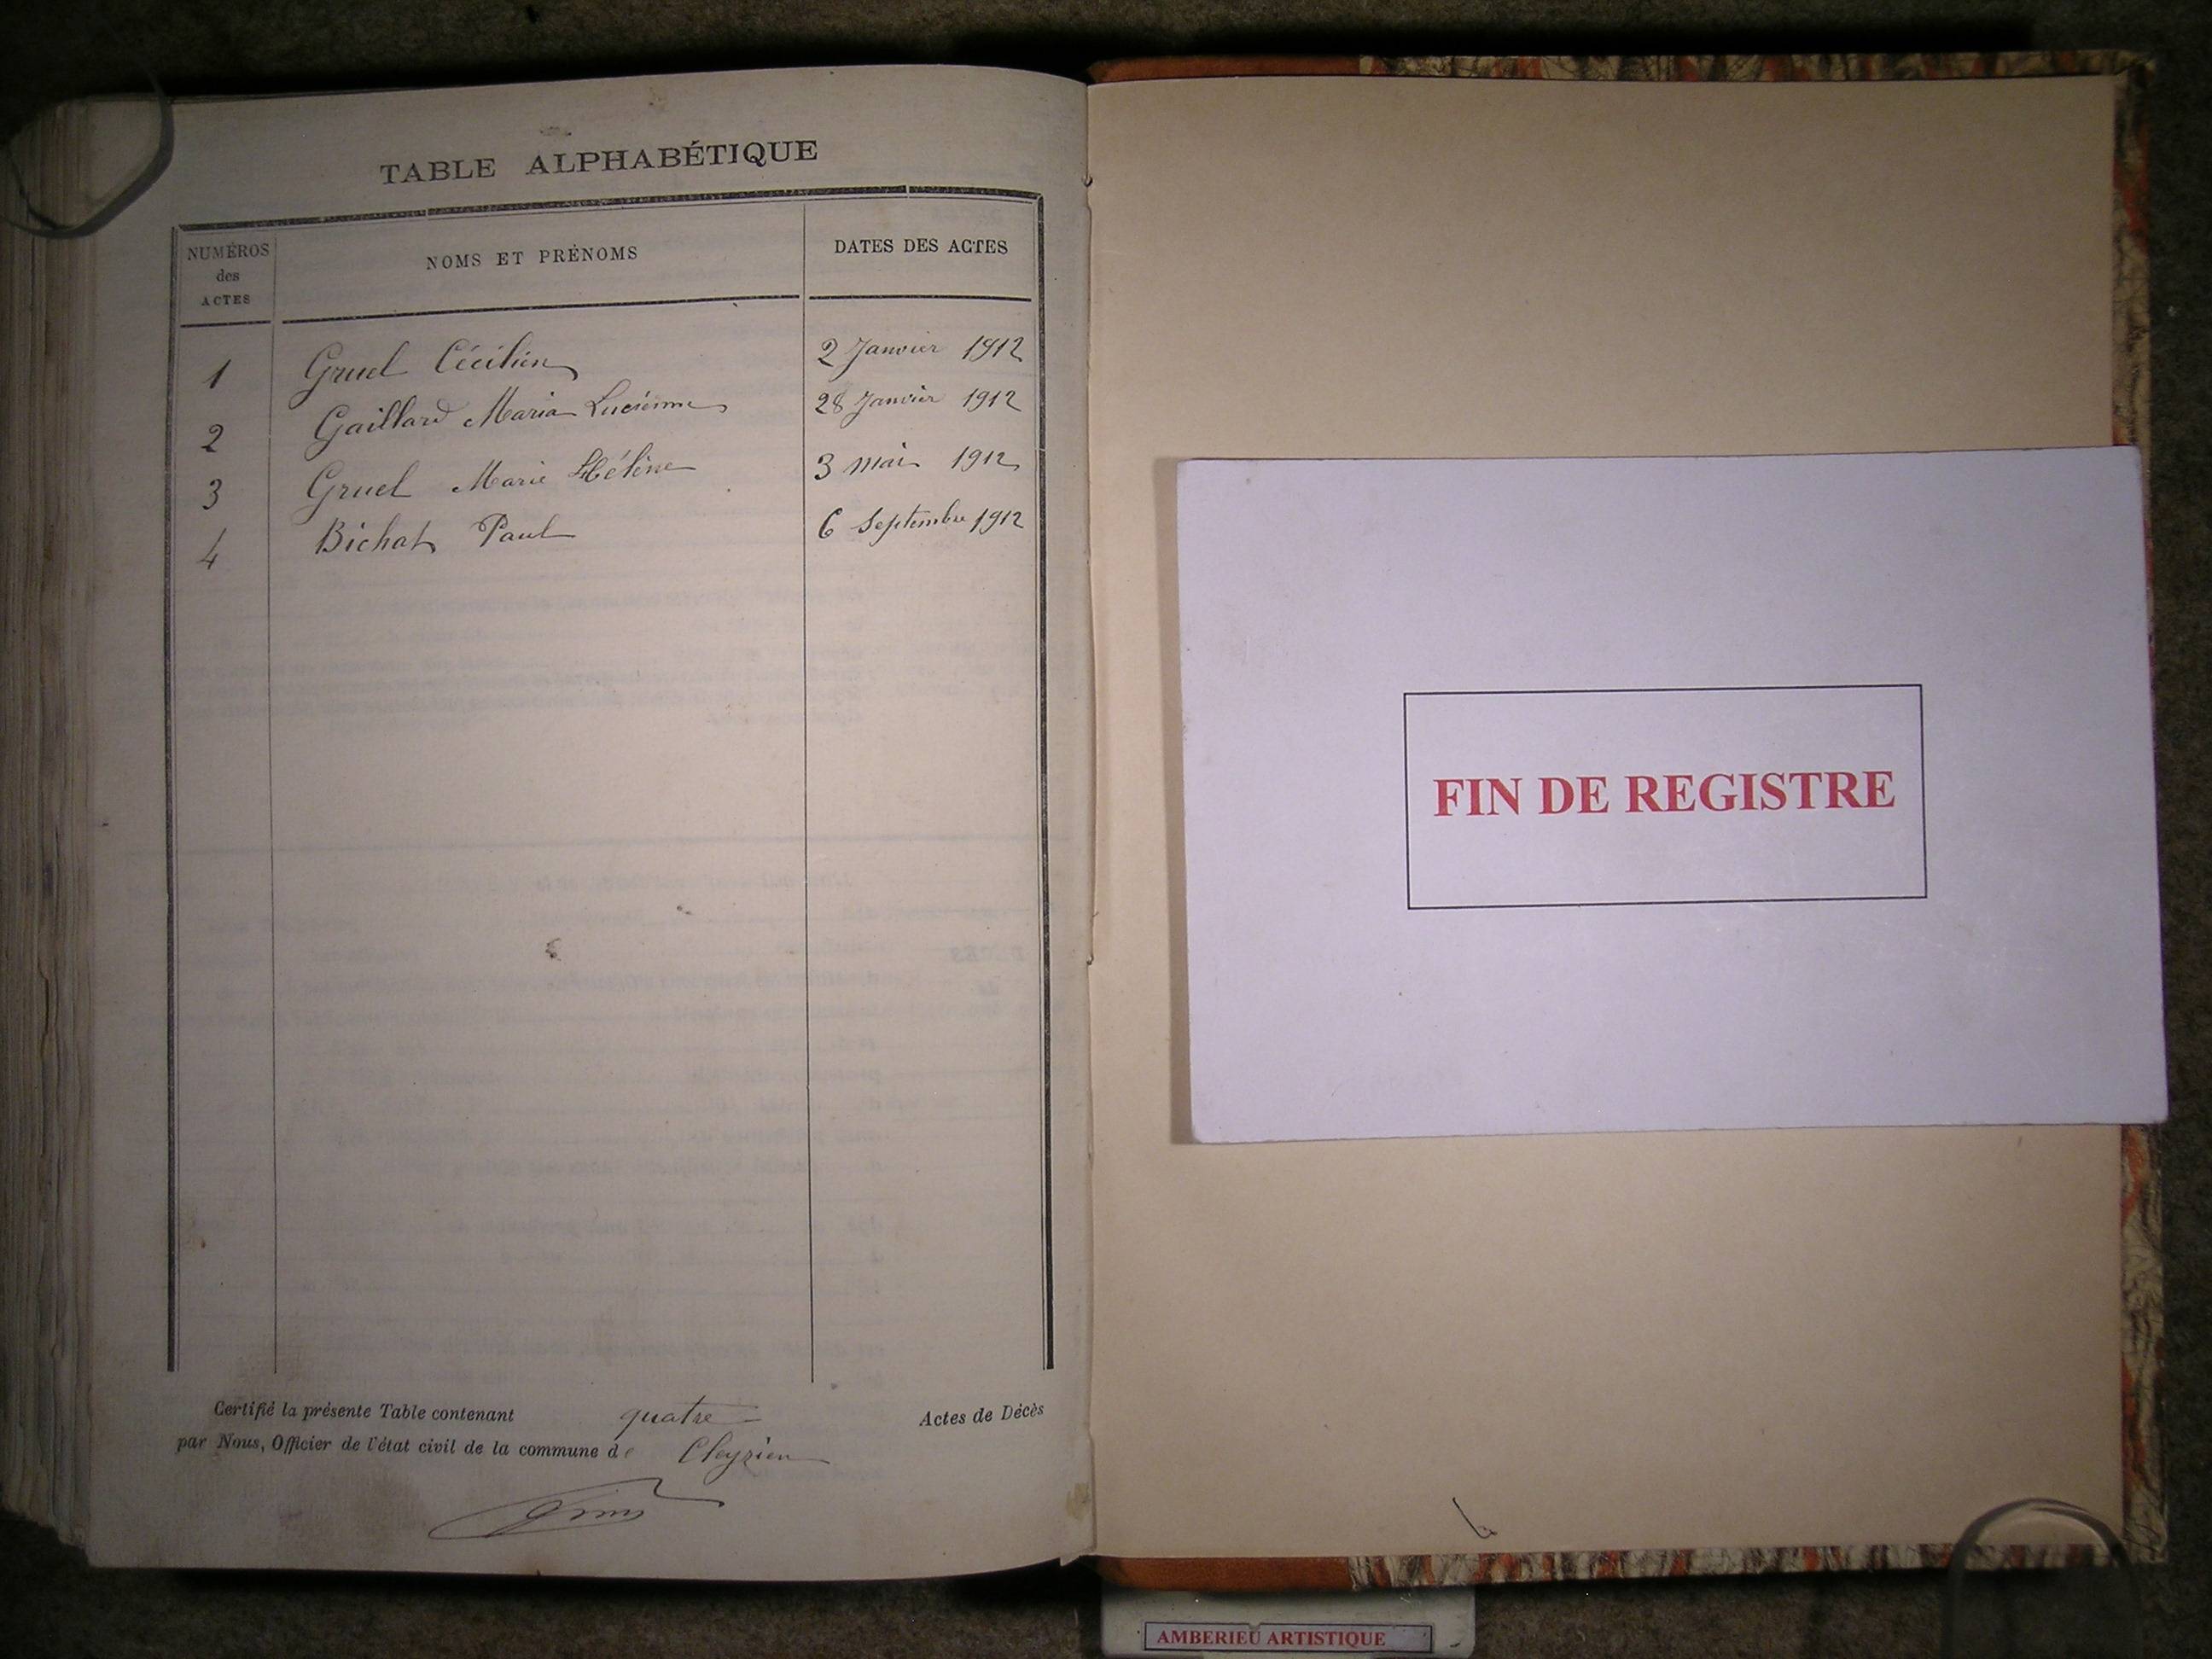 TABLE ALPHABÉTIQUE
NUMÉROS
des
ACTES
NOMS ET PRÉNOMS
DATES DES ACTES
1 Gruel Cécilien 2 Janvier 1912
2 Gaillard Maria Lucienne 28 Janvier 1912
3 Gruel Marie Hélène 3 mai 1912
4 Bichat Paul 6 Septembre 1912
Certifié la présente Table contenant quatre Actes de Décès
par Nous, Officier de l'état civil de la commune de Cleyzieu
FIN DE REGISTRE
AMBERIEU ARTISTIQUE